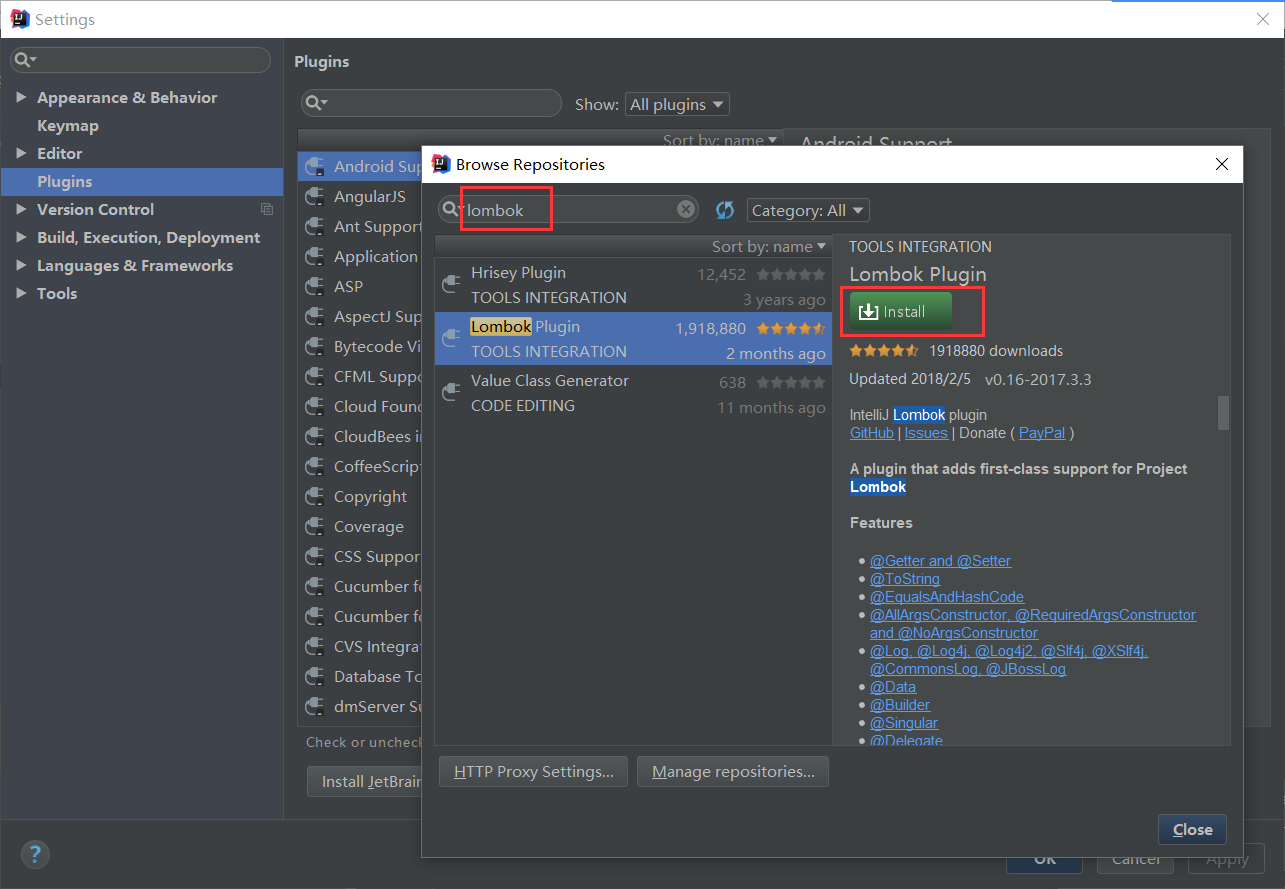 Settings
Appearance & Behavior
Keymap
Editor
Plugins
Version Control
Build, Execution, Deployment
Languages & Frameworks
Tools
?
Plugins
Show: All plugins
Sort by: name
Android Support
Android Sup
AngularJS
Ant Support
Application
ASP
AspectJ Sup
Bytecode Vi
CFML Suppo
Cloud Found
CloudBees i
CoffeeScript
Copyright
Coverage
CSS Support
Cucumber fo
Cucumber fo
CVS Integrat
Database To
dmServer Su
Check or uncheck
Install JetBrain
Browse Repositories
lombok
Category: All
Sort by: name
Hrisey Plugin 12,452
TOOLS INTEGRATION 3 years ago
Lombok Plugin 1,918,880
TOOLS INTEGRATION 2 months ago
Value Class Generator 638
CODE EDITING 11 months ago
TOOLS INTEGRATION
Lombok Plugin
Install
1918880 downloads
Updated 2018/2/5 v0.16-2017.3.3
IntelliJ Lombok plugin
GitHub | Issues | Donate ( PayPal )
A plugin that adds first-class support for Project
Lombok
Features
@Getter and @Setter
@ToString
@EqualsAndHashCode
@AllArgsConstructor, @RequiredArgsConstructor
and @NoArgsConstructor
@Log, @Log4j, @Log4j2, @Slf4j, @XSlf4j,
@CommonsLog, @JBossLog
@Data
@Builder
@Singular
@Delegate
HTTP Proxy Settings...
Manage repositories...
Close
OK
Cancel
Apply